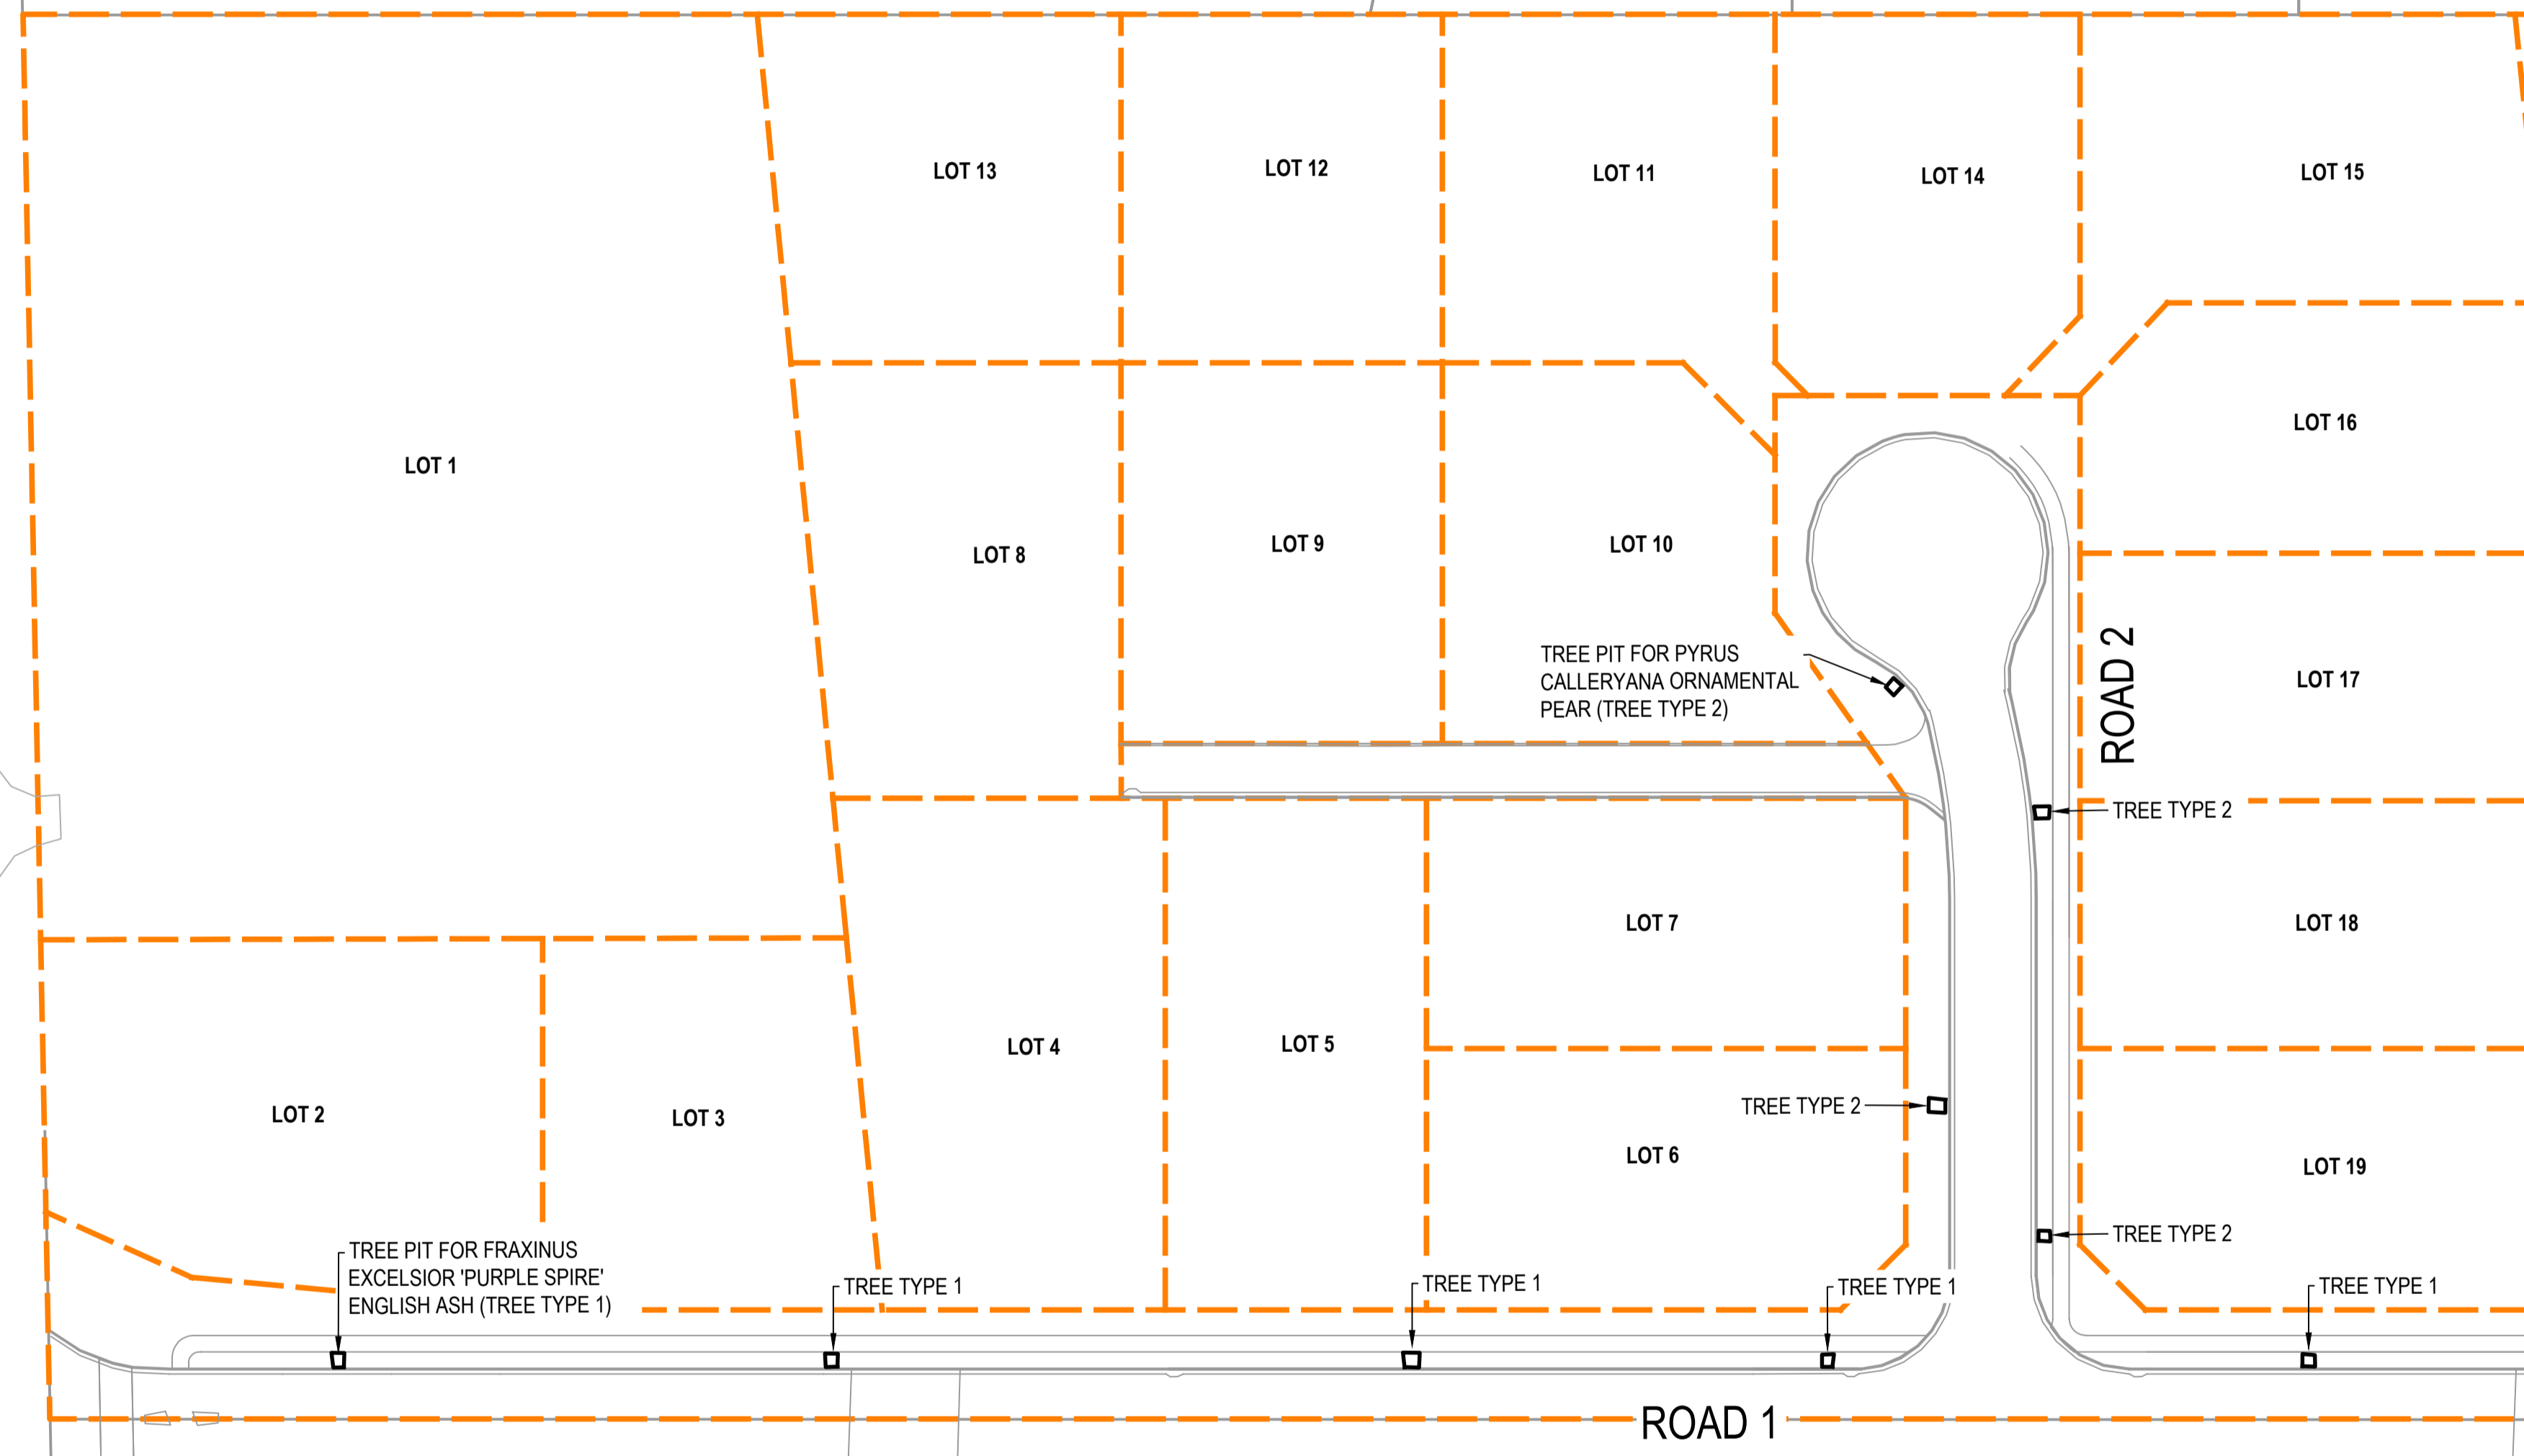 LOT 13
LOT 12
LOT 11
LOT 14
LOT 15
LOT 16
LOT 1
LOT 8
LOT 9
LOT 10
TREE PIT FOR PYRUS
CALLERYANA ORNAMENTAL
PEAR (TREE TYPE 2)
ROAD 2
LOT 17
TREE TYPE 2
LOT 7
LOT 18
LOT 4
LOT 5
LOT 2
LOT 3
TREE TYPE 2
LOT 6
LOT 19
TREE TYPE 2
TREE PIT FOR FRAXINUS
EXCELSIOR 'PURPLE SPIRE'
ENGLISH ASH (TREE TYPE 1)
TREE TYPE 1
TREE TYPE 1
TREE TYPE 1
TREE TYPE 1
ROAD 1